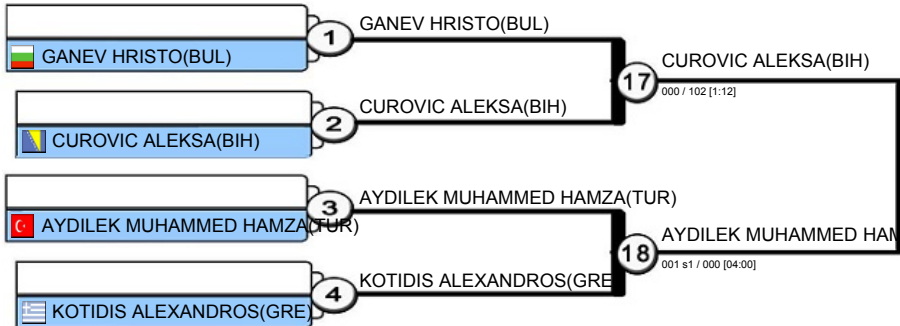 GANEV HRISTO(BUL)
1
GANEV HRISTO(BUL)
CUROVIC ALEKSA(BIH)
2
CUROVIC ALEKSA(BIH)
17
CUROVIC ALEKSA(BIH)
000 / 102 [1:12]
AYDILEK MUHAMMED HAMZA(TUR)
3
AYDILEK MUHAMMED HAMZA(TUR)
KOTIDIS ALEXANDROS(GRE)
4
KOTIDIS ALEXANDROS(GRE
18
AYDILEK MUHAMMED HAM
001 s1 / 000 [04:00]